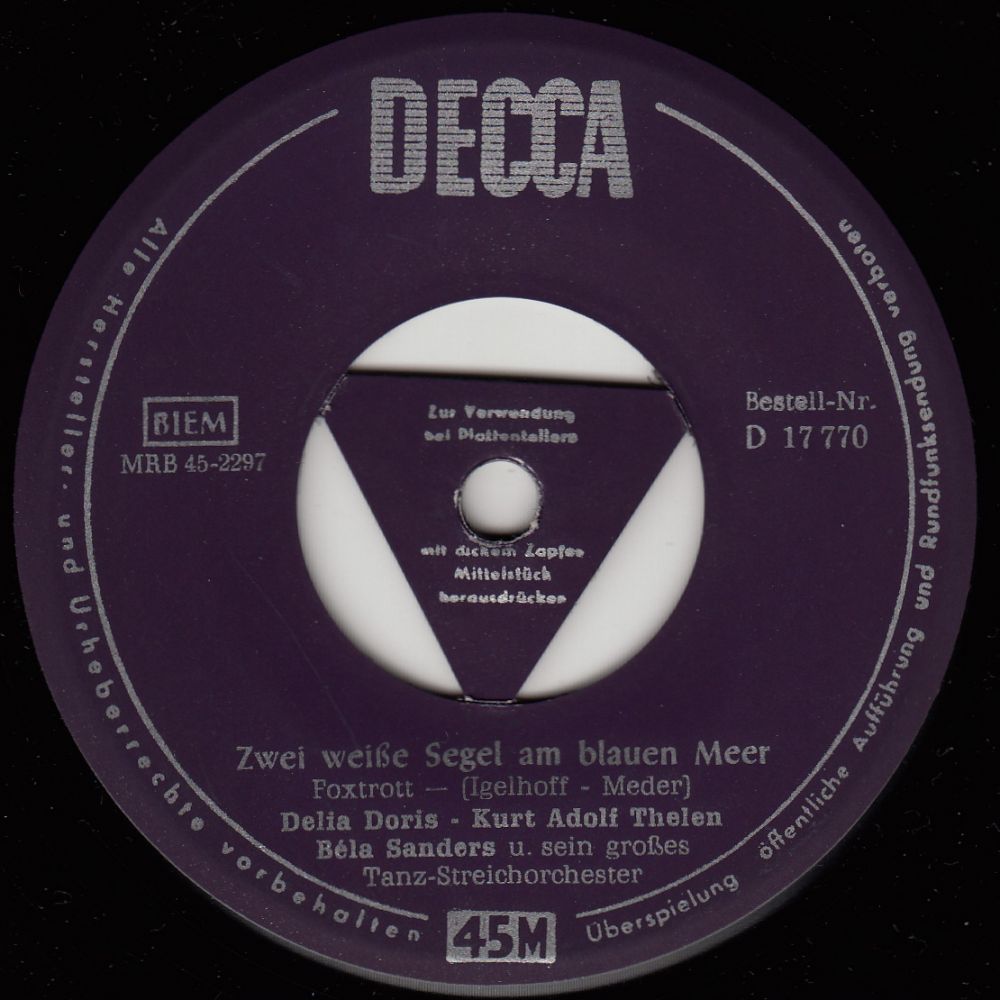 DECCA
Alle Hersteller- und Urheberrechte vorbehalten
Überspielung öffentliche Aufführung und Rundfunksendung verboten
BIEM
MRB 45-2297
Bestell-Nr.
D 17 770
Zur Verwendung
bei Plattentellern
mit dickem Zapfen
Mittelstück
herausdrücken
Zwei weiße Segel am blauen Meer
Foxtrott — (Igelhoff - Meder)
Delia Doris - Kurt Adolf Thelen
Béla Sanders u. sein großes
Tanz-Streichorchester
45M